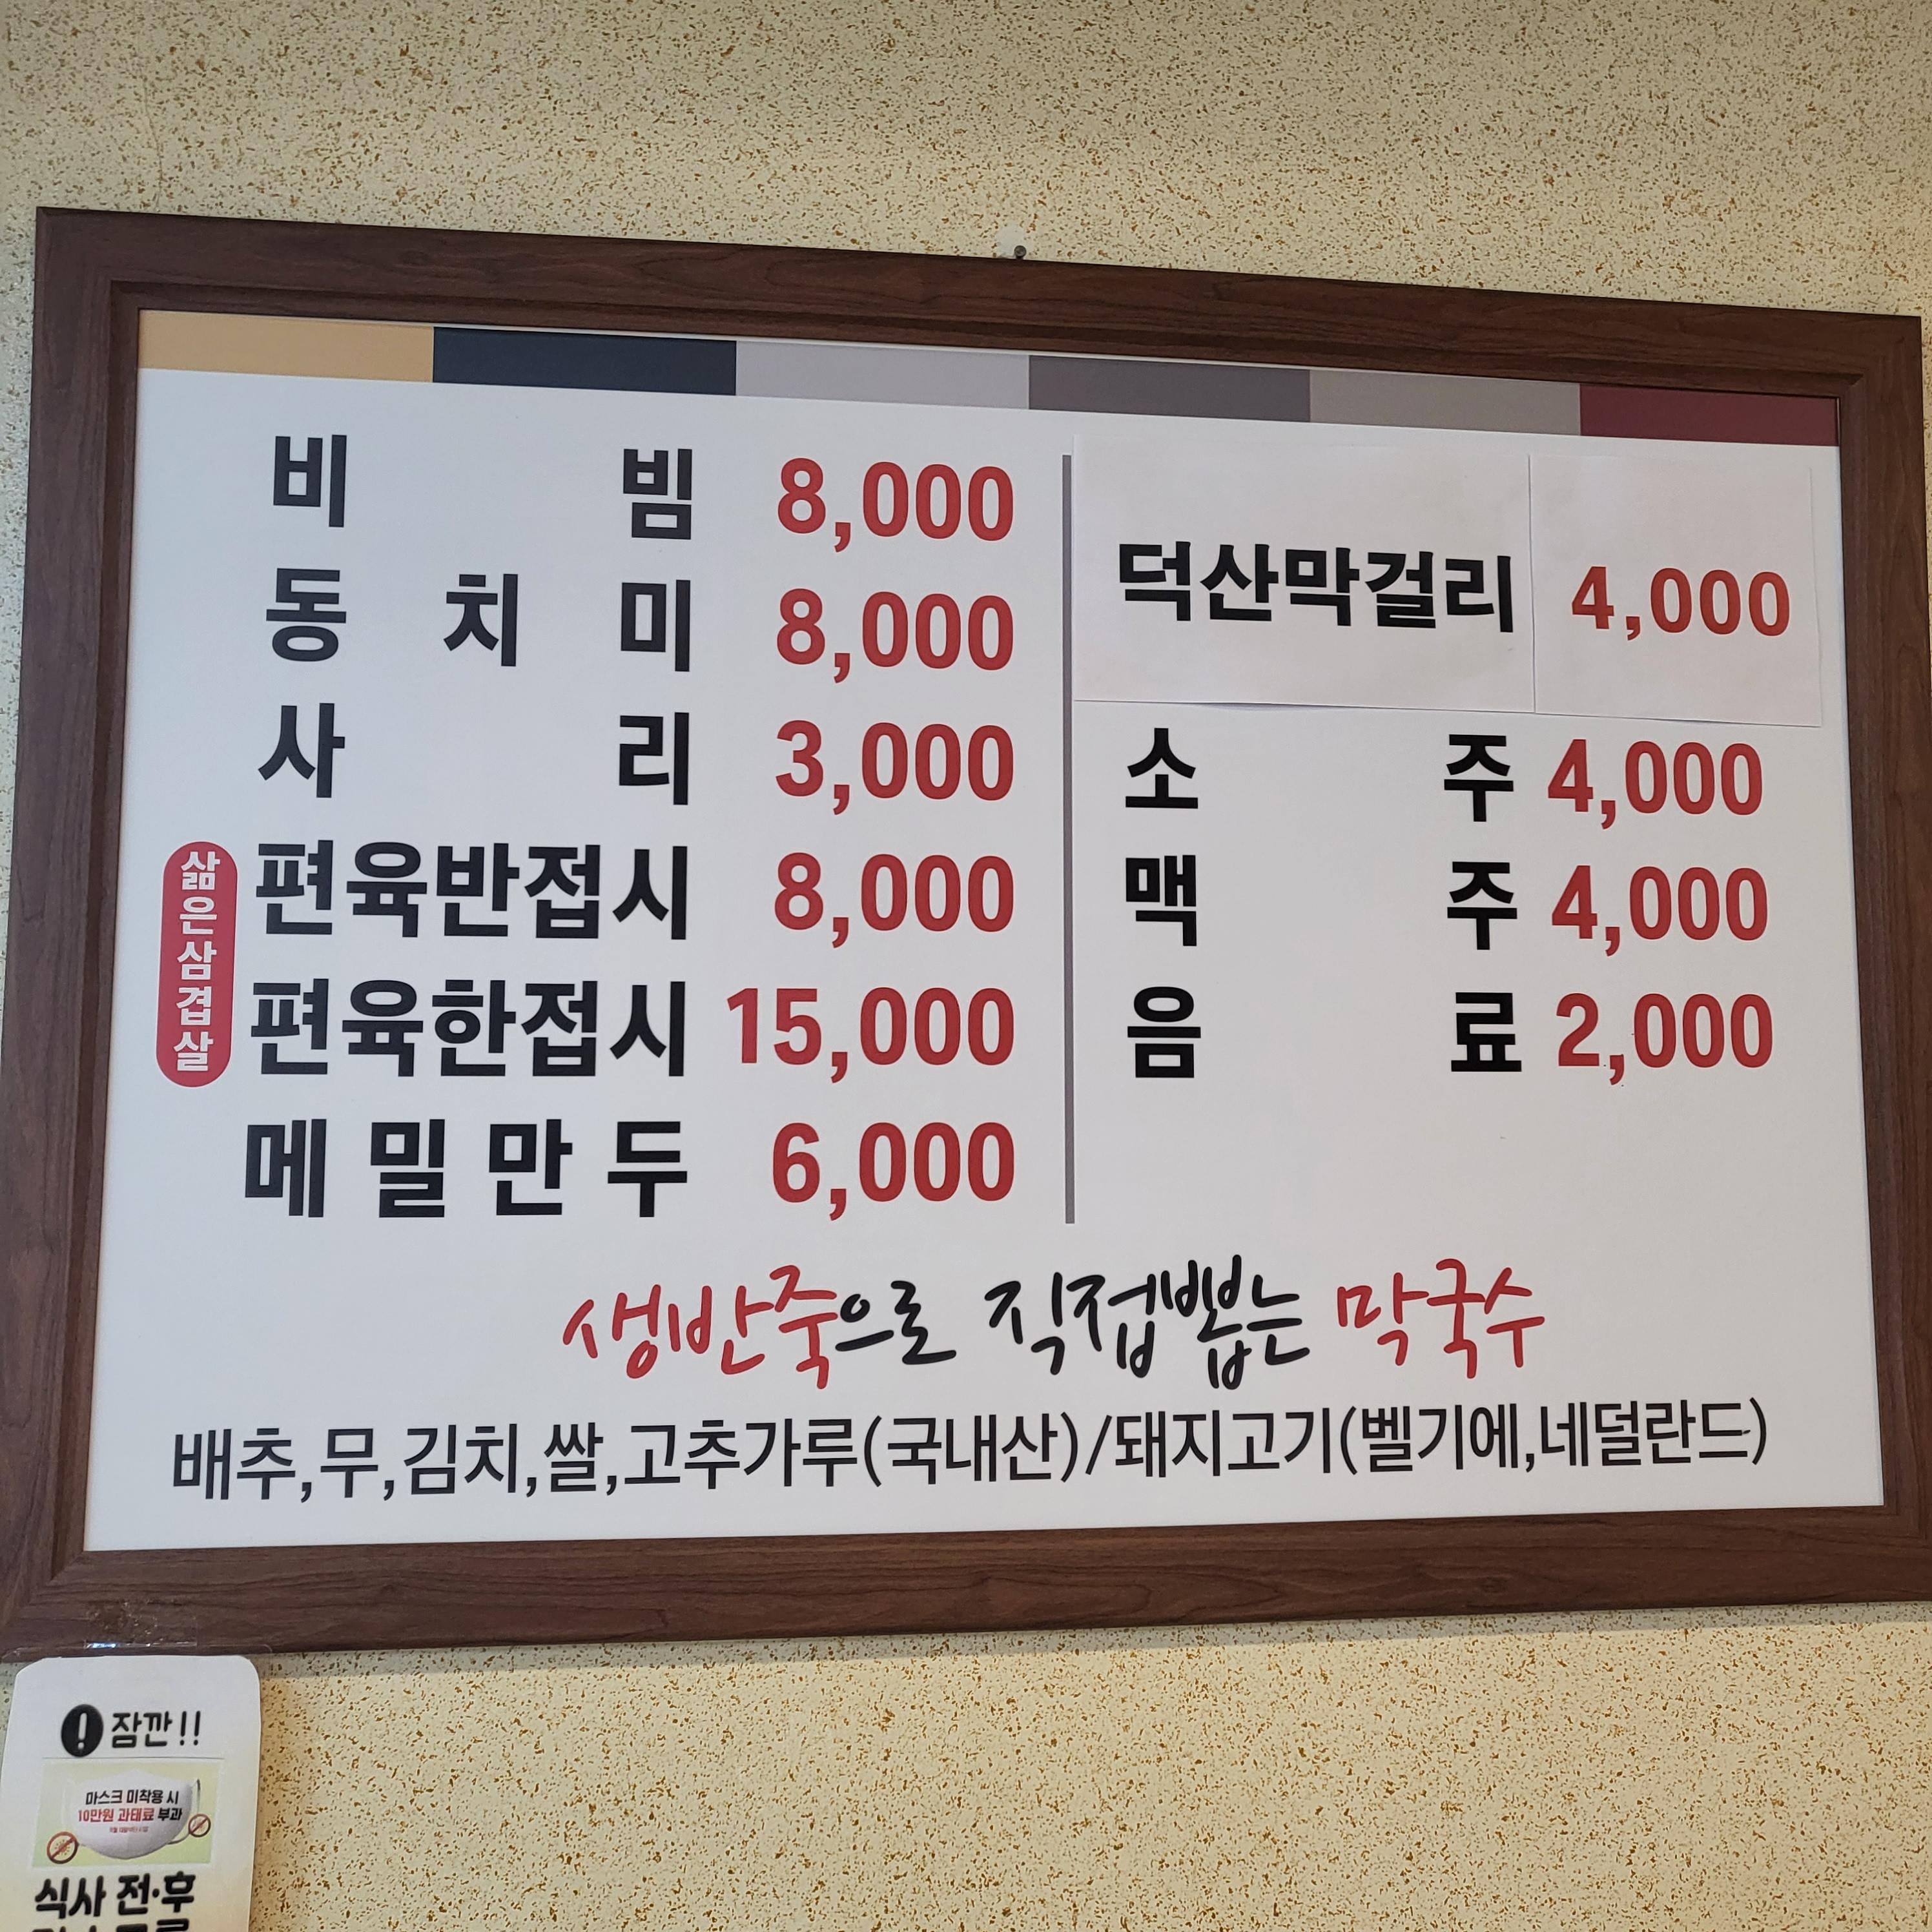 비빔 8,000
동치미 8,000
사리 3,000
삶은삼겹살
편육반접시 8,000
편육한접시 15,000
메밀만두 6,000
덕산막걸리 4,000
소주 4,000
맥주 4,000
음료 2,000
생반죽으로 직접뽑는 막국수
배추,무,김치,쌀,고추가루(국내산)/돼지고기(벨기에,네덜란드)
잠깐!!
마스크 미착용 시
10만원 과태료 부과
식사 전·후